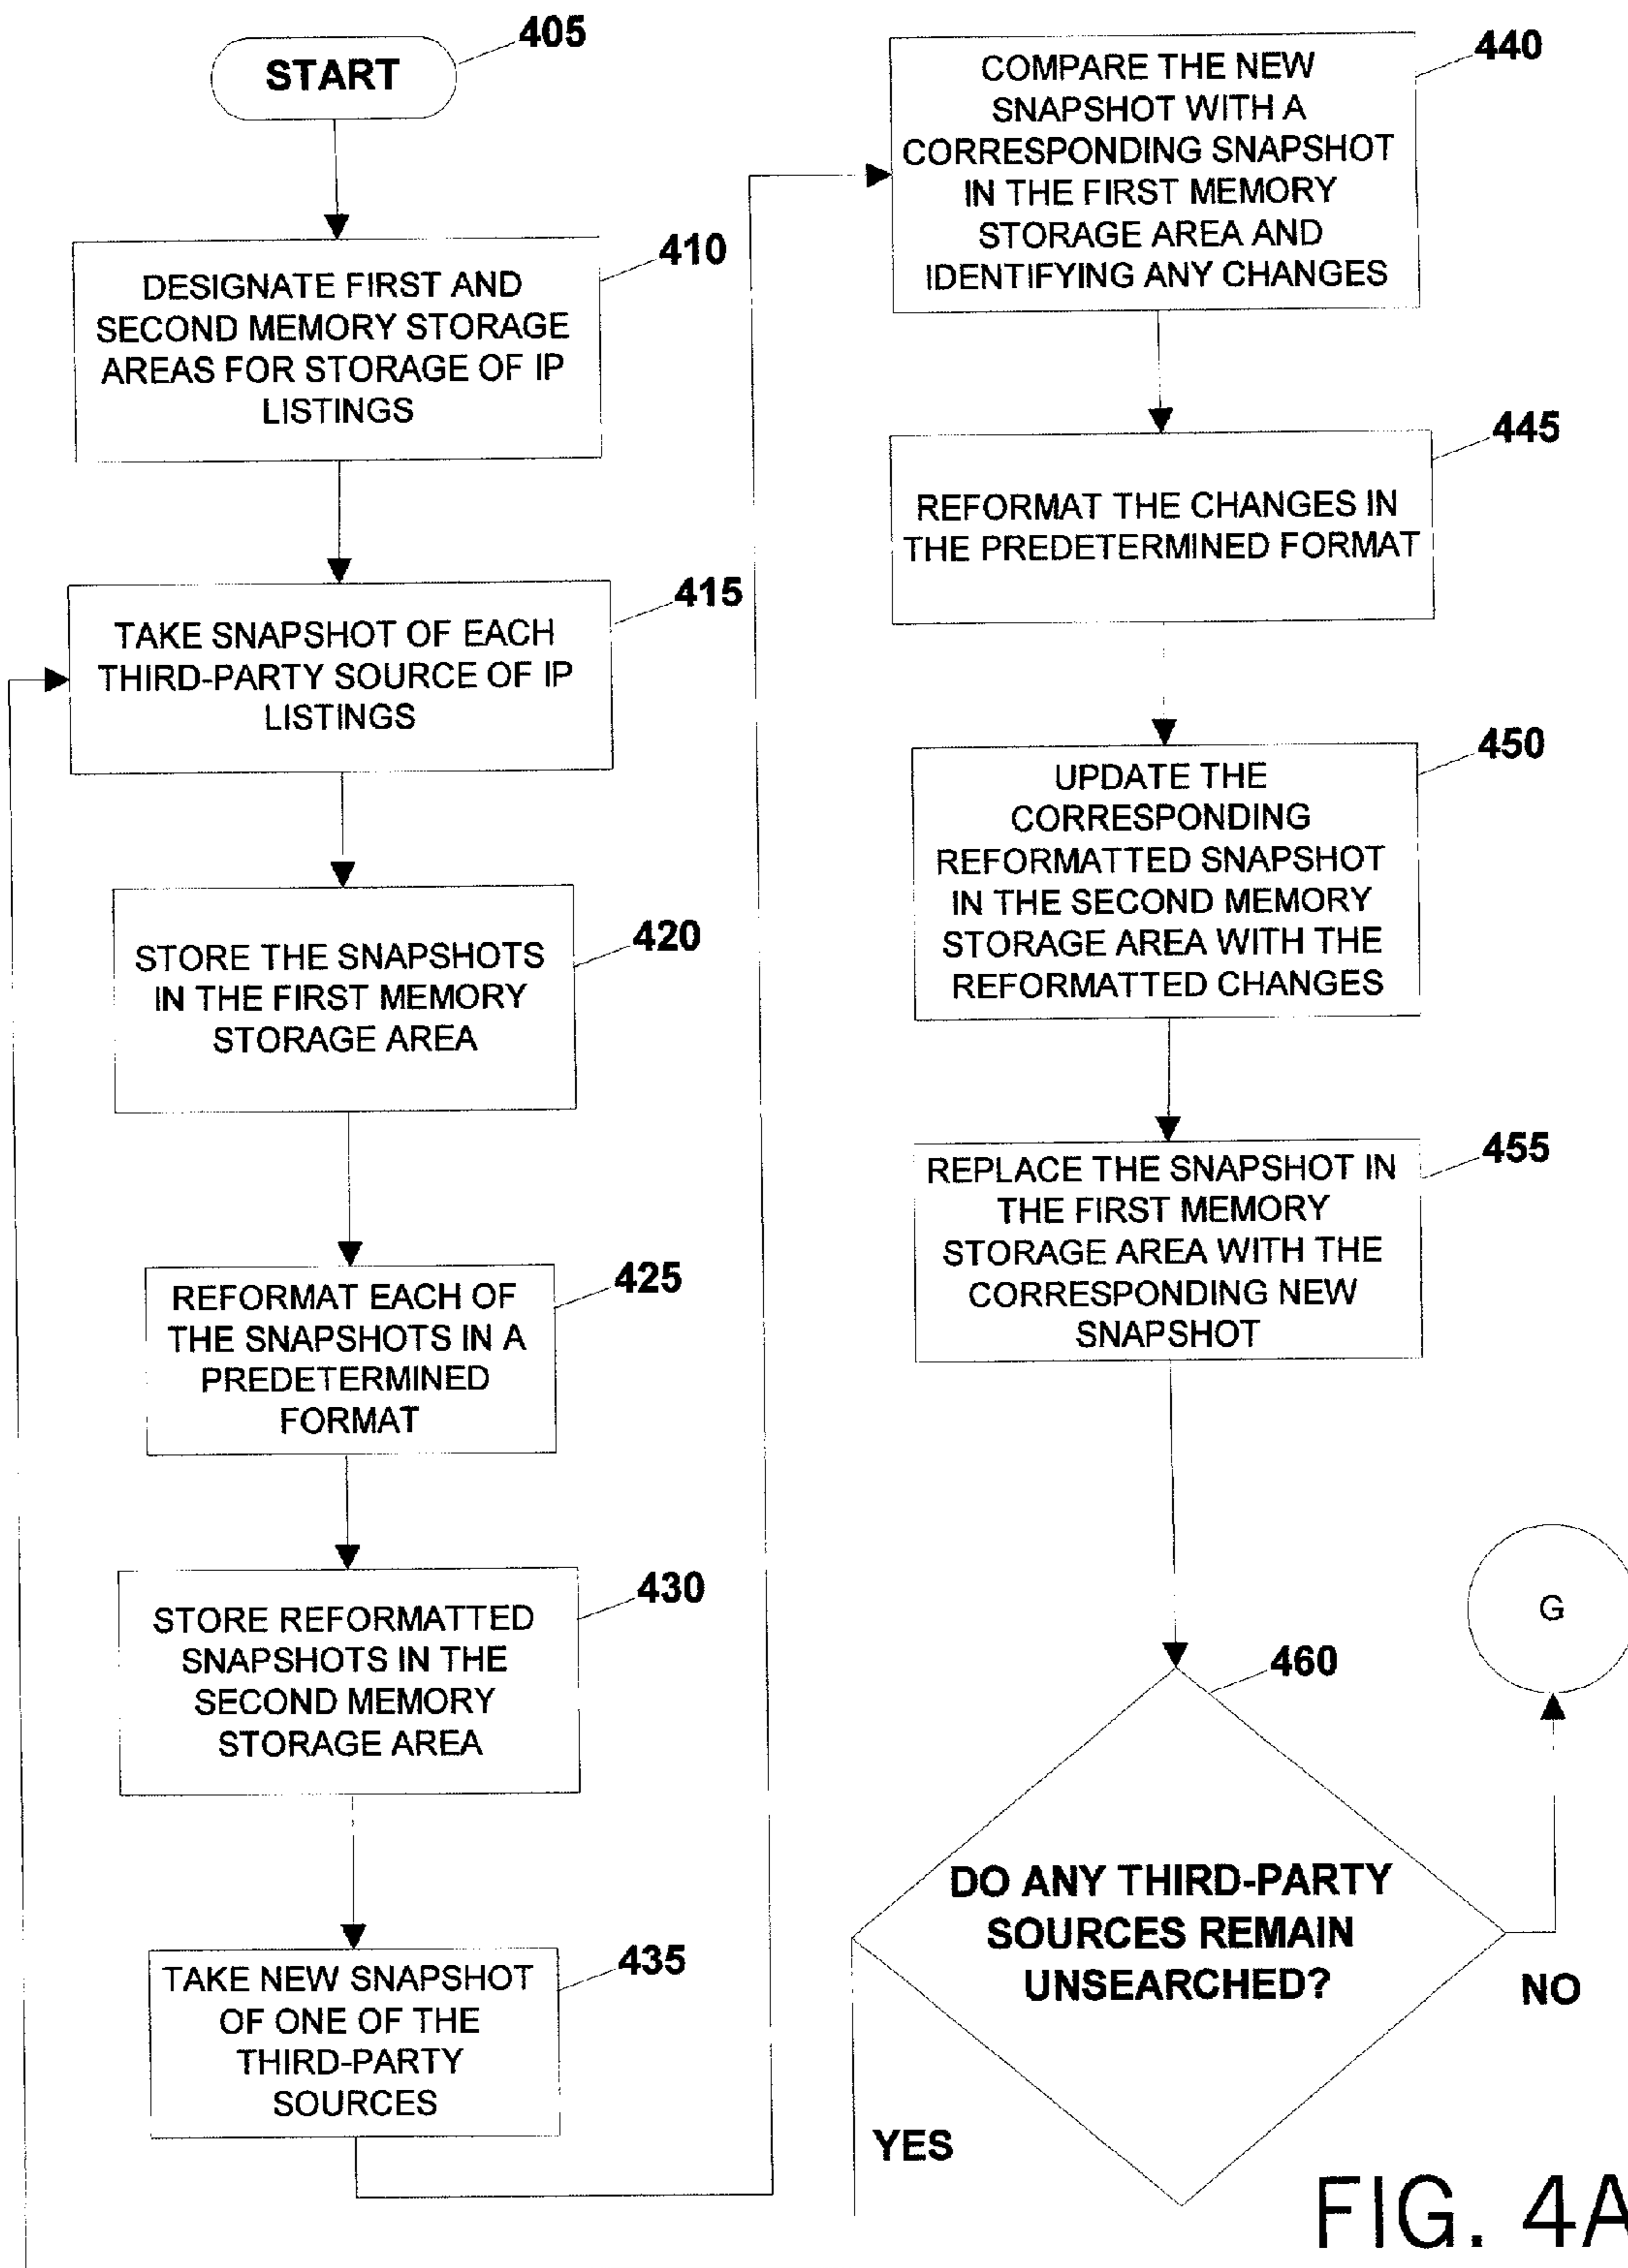 START
405
DESIGNATE FIRST AND
SECOND MEMORY STORAGE
AREAS FOR STORAGE OF IP
LISTINGS
410
TAKE SNAPSHOT OF EACH
THIRD-PARTY SOURCE OF IP
LISTINGS
415
STORE THE SNAPSHOTS
IN THE FIRST MEMORY
STORAGE AREA
420
REFORMAT EACH OF
THE SNAPSHOTS IN A
PREDETERMINED
FORMAT
425
STORE REFORMATTED
SNAPSHOTS IN THE
SECOND MEMORY
STORAGE AREA
430
TAKE NEW SNAPSHOT
OF ONE OF THE
THIRD-PARTY
SOURCES
435
COMPARE THE NEW
SNAPSHOT WITH A
CORRESPONDING SNAPSHOT
IN THE FIRST MEMORY
STORAGE AREA AND
IDENTIFYING ANY CHANGES
440
REFORMAT THE CHANGES IN
THE PREDETERMINED FORMAT
445
UPDATE THE
CORRESPONDING
REFORMATTED SNAPSHOT
IN THE SECOND MEMORY
STORAGE AREA WITH THE
REFORMATTED CHANGES
450
REPLACE THE SNAPSHOT IN
THE FIRST MEMORY
STORAGE AREA WITH THE
CORRESPONDING NEW
SNAPSHOT
455
DO ANY THIRD-PARTY
SOURCES REMAIN
UNSEARCHED?
460
G
NO
YES
FIG. 4A